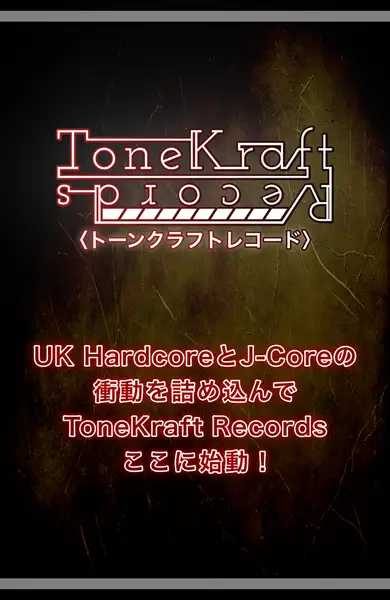 ToneKraft
Records
〈トーンクラフトレコード〉
UK HardcoreとJ-Coreの
衝動を詰め込んで
ToneKraft Records
ここに始動！